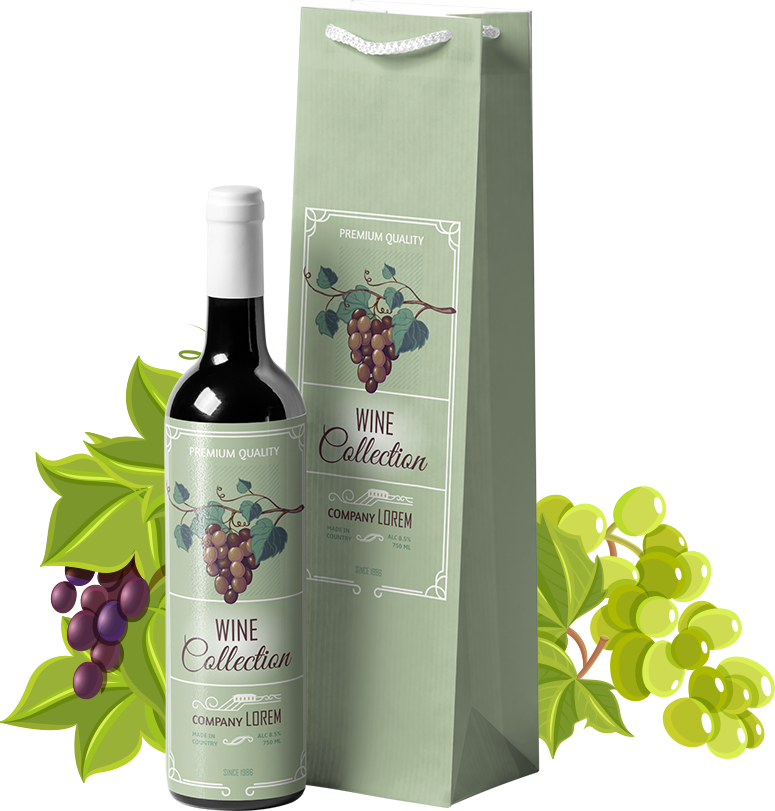 PREMIUM QUALITY
WINE
Collection
COMPANY LOREM
MADE IN
COUNTRY
ALC 8.5%
750 ML
SINCE 1986
PREMIUM QUALITY
WINE
Collection
COMPANY LOREM
MADE IN
COUNTRY
ALC 8.5%
750 ML
SINCE 1986